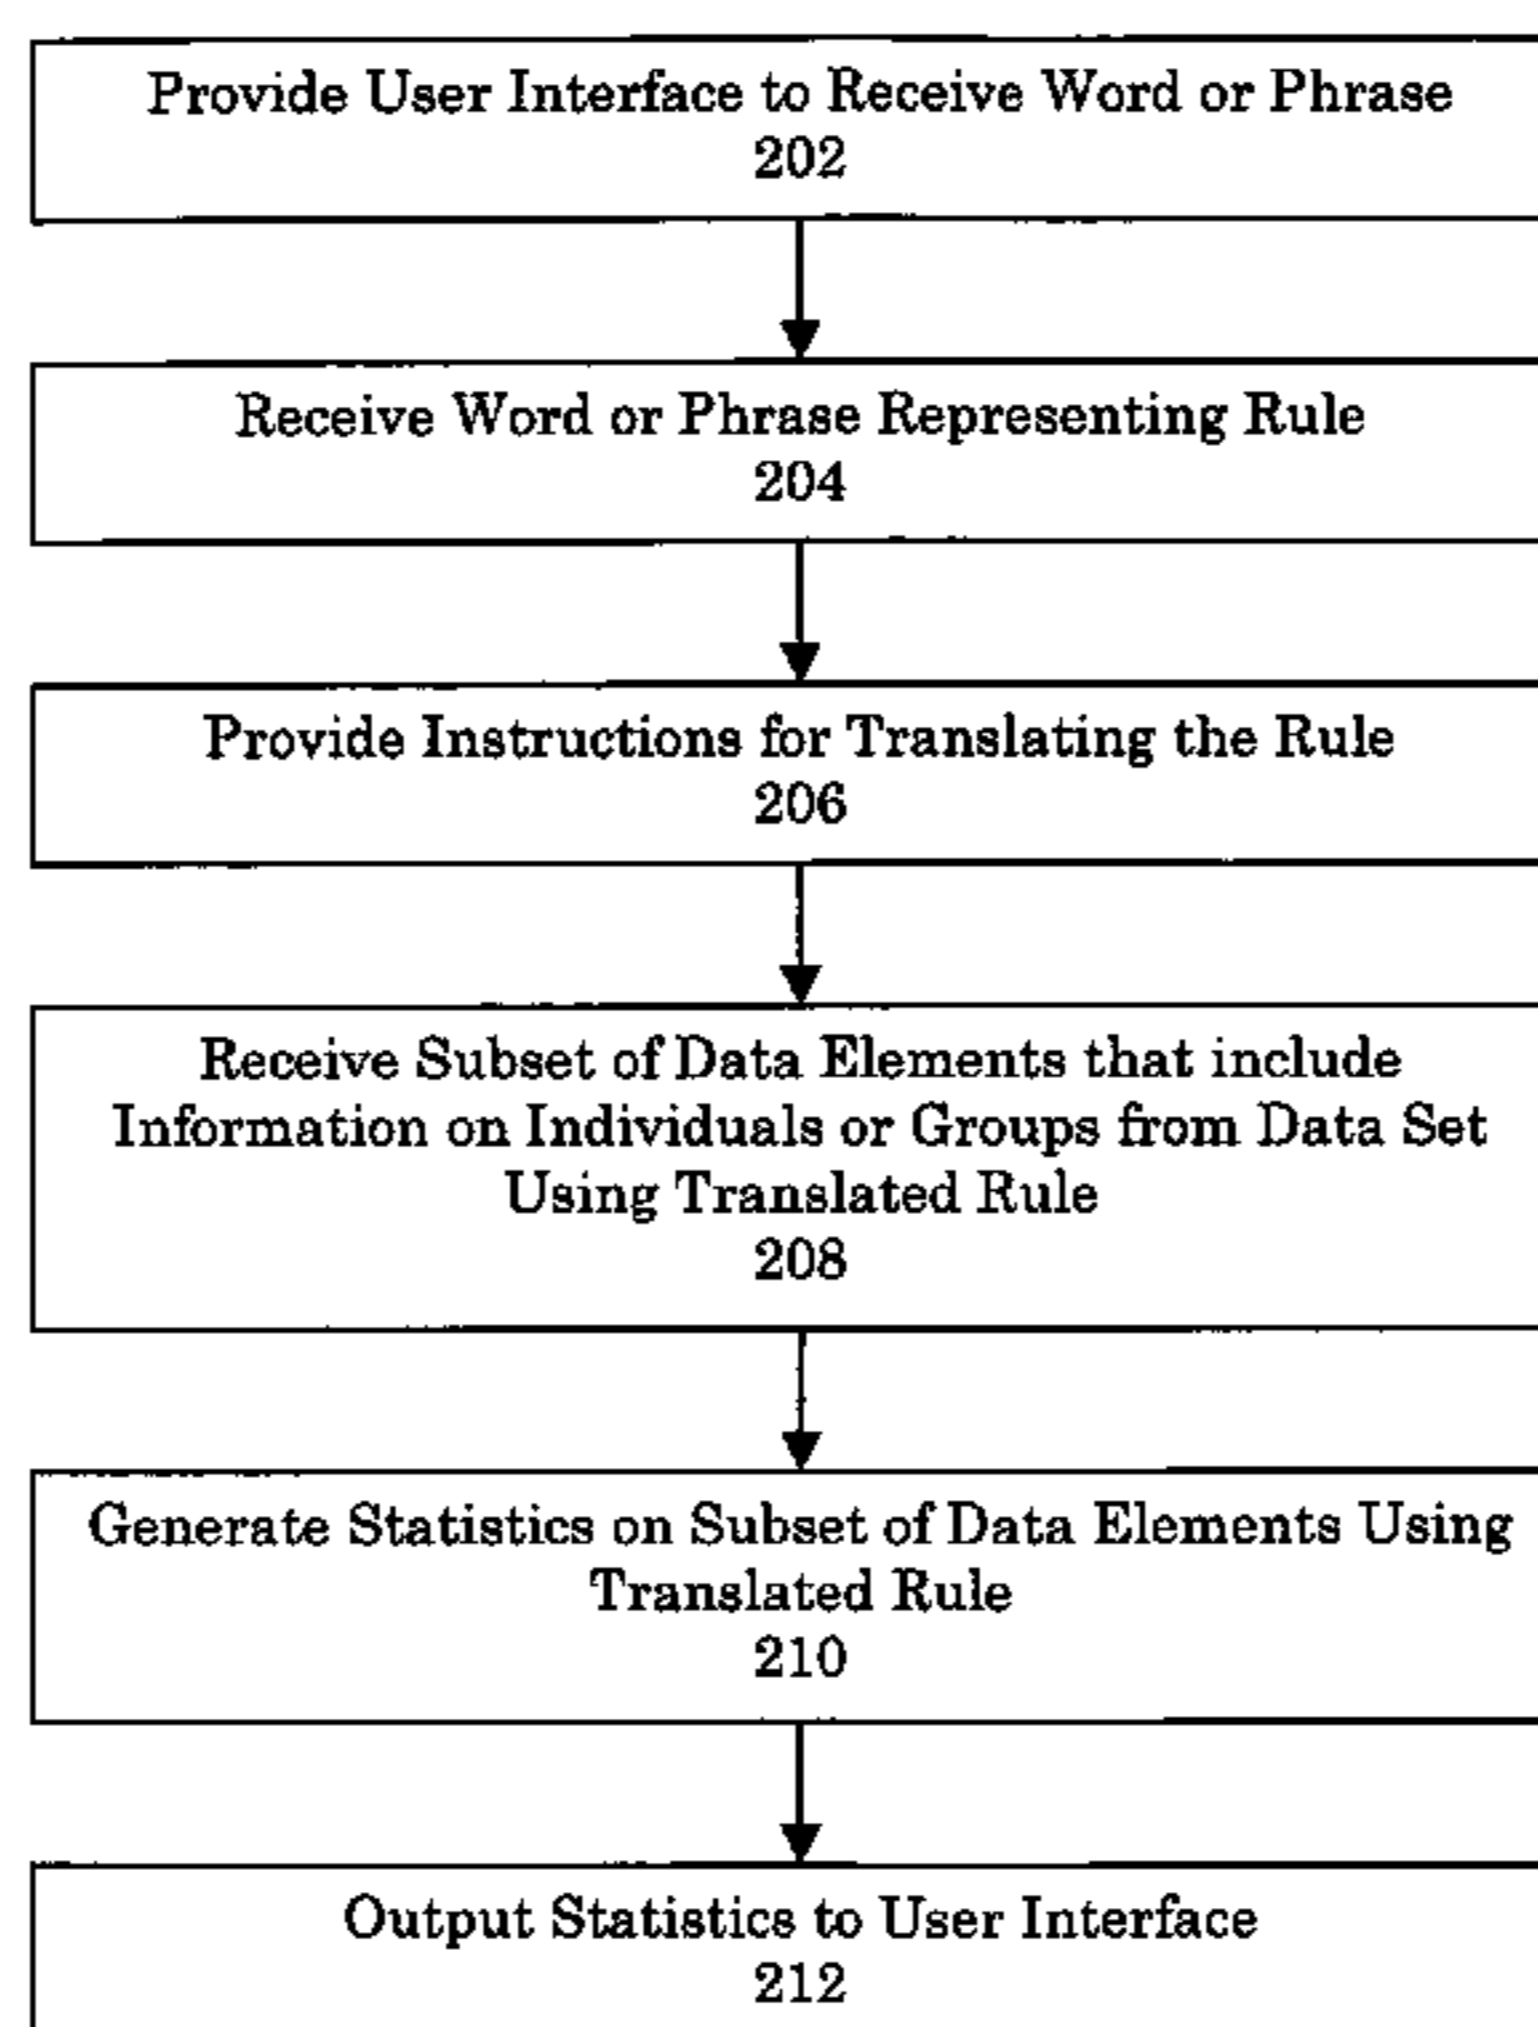 Provide User Interface to Receive Word or Phrase
202
Receive Word or Phrase Representing Rule
204
Provide Instructions for Translating the Rule
206
Receive Subset of Data Elements that include
Information on Individuals or Groups from Data Set
Using Translated Rule
208
Generate Statistics on Subset of Data Elements Using
Translated Rule
210
Output Statistics to User Interface
212